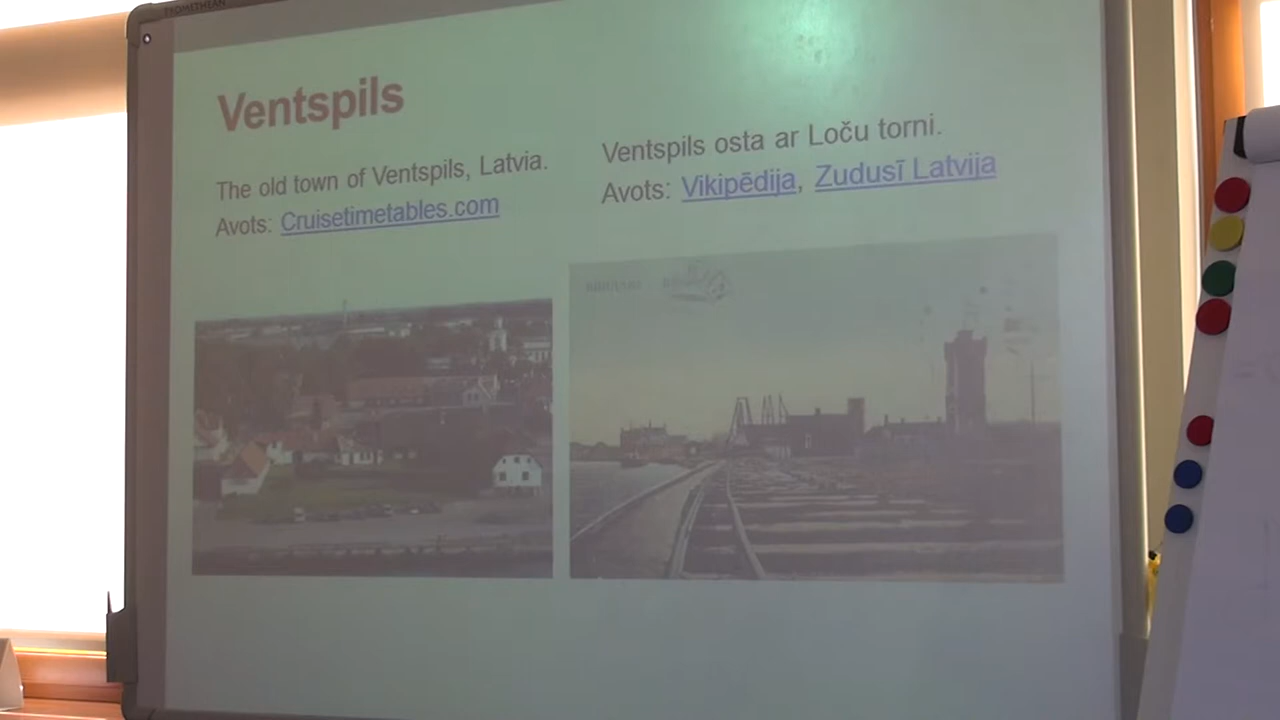 PROMETHEAN
Ventspils
The old town of Ventspils, Latvia.
Avots: Cruisetimetables.com
Ventspils osta ar Loču torni.
Avots: Vikipēdija, Zudusī Latvija